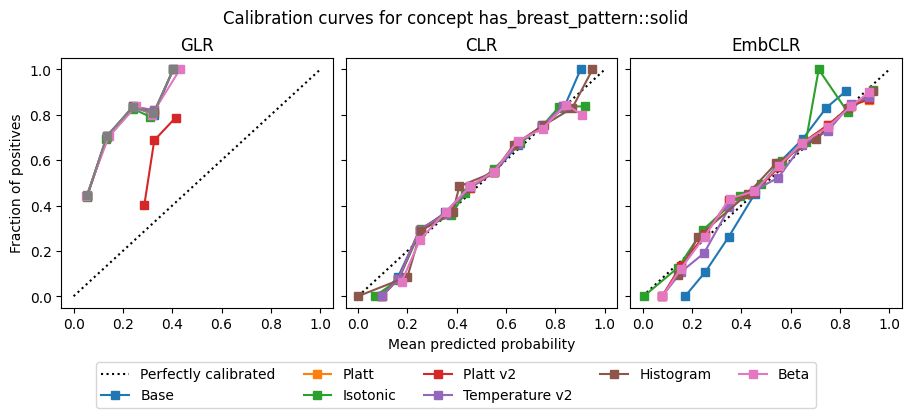 Calibration curves for concept has_breast_pattern::solid
GLR
CLR
EmbCLR
Fraction of positives
1.0
0.8
0.6
0.4
0.2
0.0
0.0 0.2 0.4 0.6 0.8 1.0
0.0 0.2 0.4 0.6 0.8 1.0
0.0 0.2 0.4 0.6 0.8 1.0
Mean predicted probability
Perfectly calibrated
Base
Platt
Isotonic
Platt v2
Temperature v2
Histogram
Beta